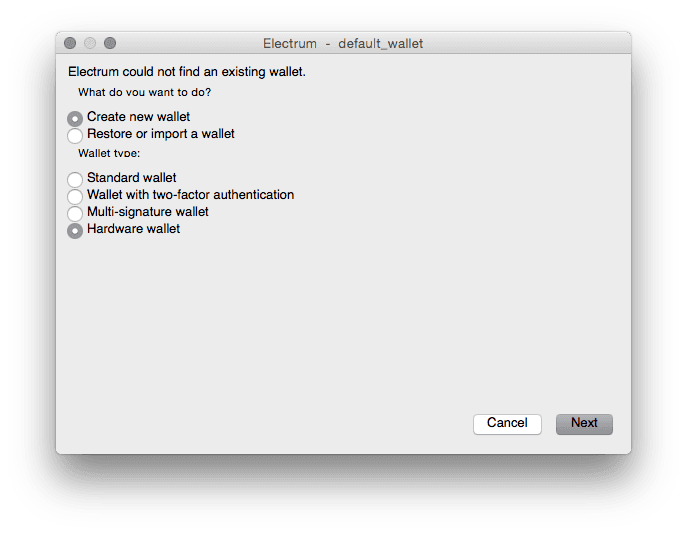 Electrum - default_wallet
Electrum could not find an existing wallet.
What do you want to do?
Create new wallet
Restore or import a wallet
Wallet type:
Standard wallet
Wallet with two-factor authentication
Multi-signature wallet
Hardware wallet
Cancel Next